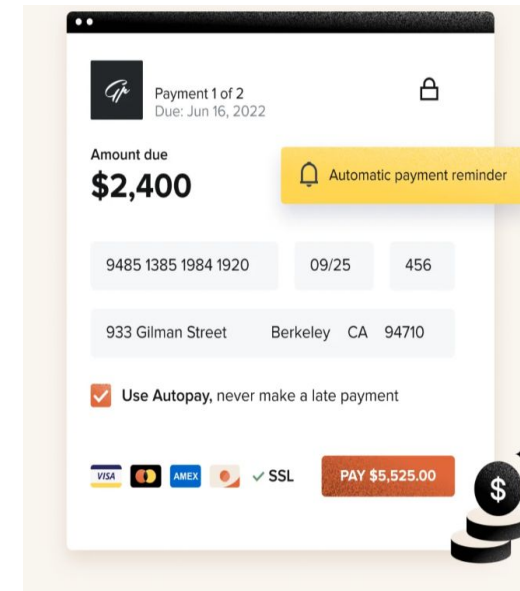 Gr
Payment 1 of 2
Due: Jun 16, 2022
Amount due
$2,400
Automatic payment reminder
9485 1385 1984 1920 09/25 456
933 Gilman Street Berkeley CA 94710
Use Autopay, never make a late payment
VISA AMEX SSL PAY $5,525.00
$